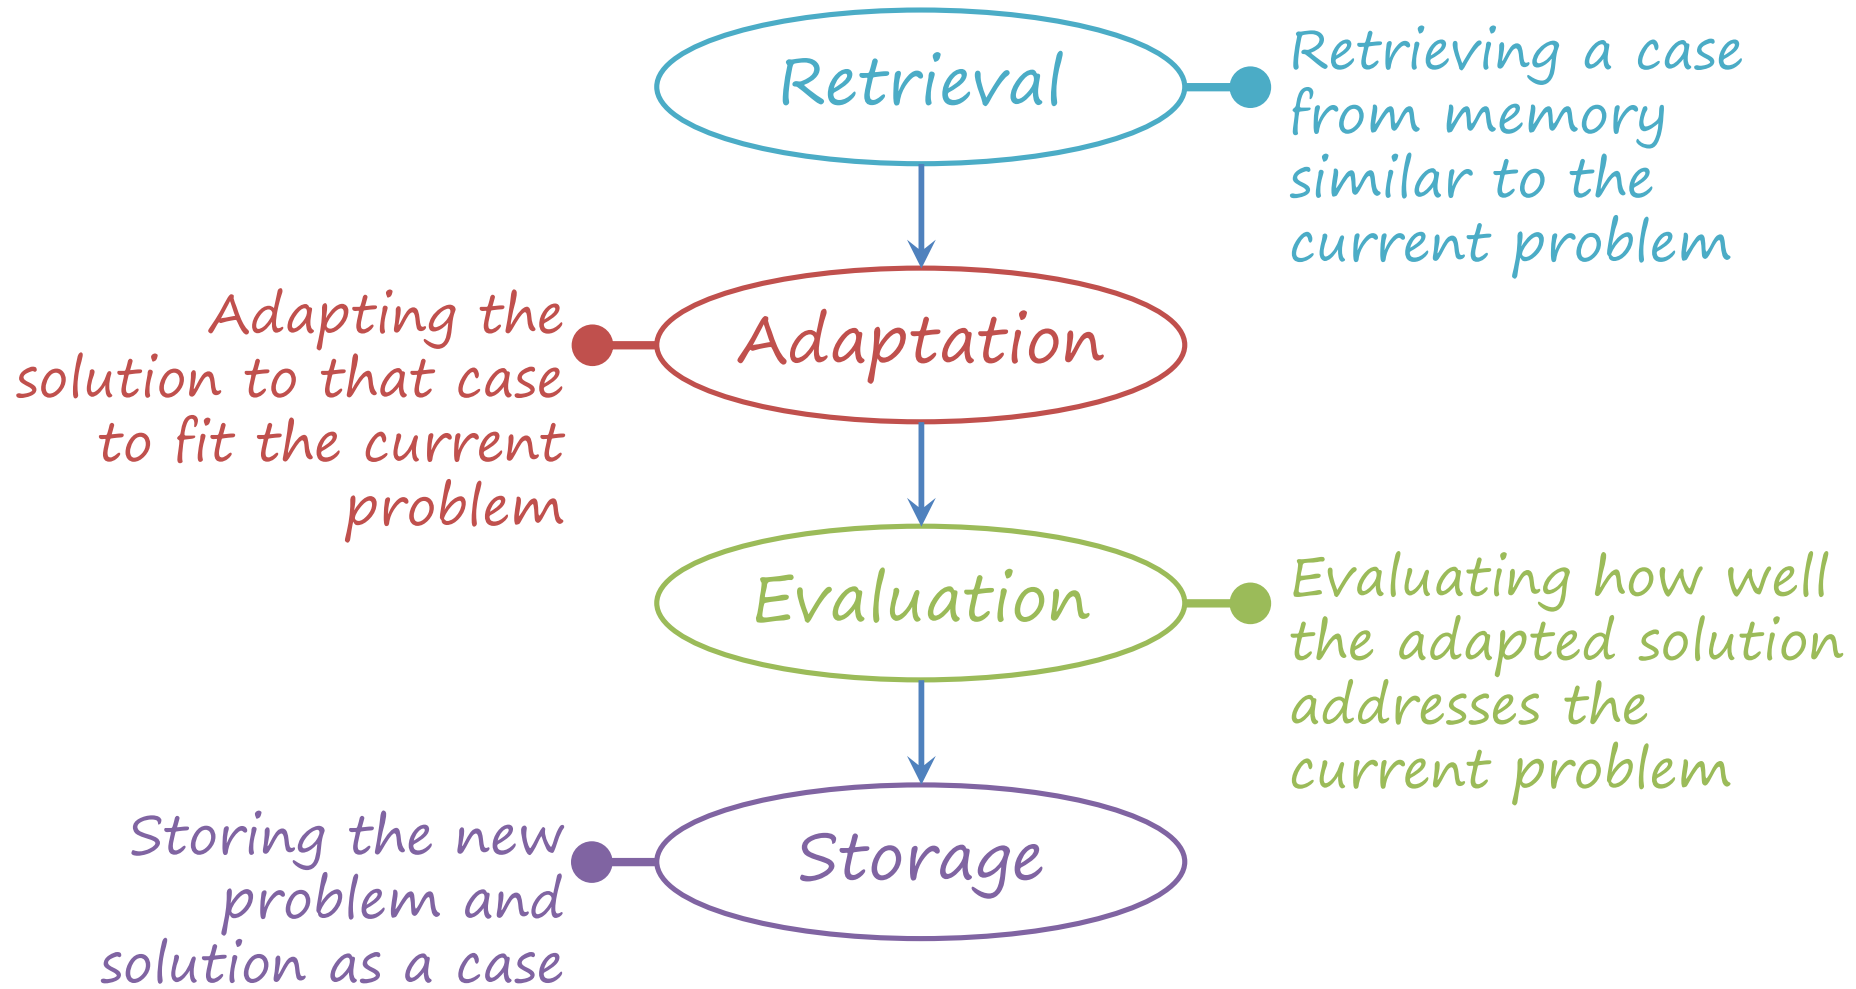 Retrieval
Retrieving a case
from memory
similar to the
current problem
Adaptation
Adapting the
solution to that case
to fit the current
problem
Evaluation
Evaluating how well
the adapted solution
addresses the
current problem
Storage
Storing the new
problem and
solution as a case